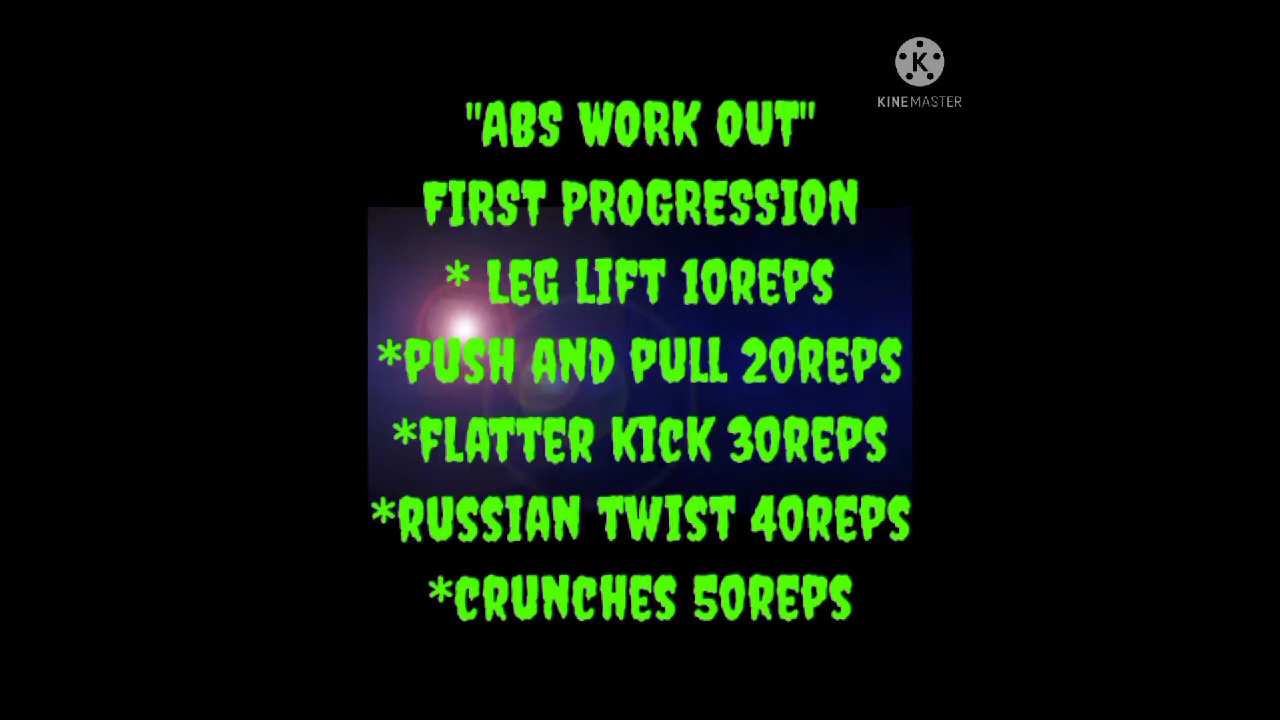 K
KINEMASTER
"ABS WORK OUT"
FIRST PROGRESSION
* LEG LIFT 10REPS
*PUSH AND PULL 20REPS
*FLATTER KICK 30REPS
*RUSSIAN TWIST 40REPS
*CRUNCHES 50REPS